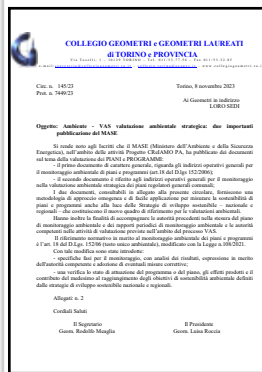 COLLEGIO GEOMETRI e GEOMETRI LAUREATI
di TORINO e PROVINCIA
Circ. n. 145/23
Torino, 8 novembre 2023
Prot. n. 7449/23
Ai Geometri in indirizzo
LORO SEDI
Oggetto: Ambiente - VAS valutazione ambientale strategica: due importanti
pubblicazioni del MASE
Si rende noto agli Iscritti che il MASE (Ministero dell'Ambiente e della Sicurezza
Energetica), nell'ambito della attività Progetto CReIAMO PA, ha pubblicato due documenti
sul tema della valutazione dei PIANI e PROGRAMMI:
- il primo documento di carattere generale, riguarda gli indirizzi operativi generali per
il monitoraggio ambientale di piani e programmi (art.18 del D.lgs 152/2006);
- il secondo documento è riferito agli indirizzi operativi generali per il monitoraggio
nella valutazione ambientale strategica dei piani regolatori generali comunali;
I due documenti, consultabili in allegato alla presente circolare, forniscono una
metodologia di approccio omogenea e di facile applicazione per misurare la sostenibilità di
piani e programmi anche alla luce delle Strategie di sviluppo sostenibile – nazionale e
regionali – che costituiscono il nuovo quadro di riferimento per le valutazioni ambientali.
Hanno inoltre la finalità di accompagnare le autorità procedenti nella messa del piano
di monitoraggio ambientale e dei rapporti periodici di monitoraggio ambientale e le autorità
competenti nelle attività di valutazione previste nell'ambito del processo VAS.
Il riferimento normativo in merito al monitoraggio ambientale dei piani e programmi
è l'art. 18 del D.Lgs. 152/06 (testo unico ambientale), modificato con la Legge n.108/2021.
Con tale modifica sono state introdotte:
- specifiche fasi per il monitoraggio, con analisi dei risultati, espressione in merito
dell'autorità competente e adozione di eventuali misure correttive;
- una verifica lo stato di attuazione del programma o del piano, gli effetti prodotti e il
contributo del medesimo al raggiungimento degli obiettivi di sostenibilità ambientale definiti
dalle strategie di sviluppo sostenibile nazionale e regionali.
Allegati: n. 2
Cordiali Saluti
Il Segretario
Il Presidente
Geom. Rodolfo Meaglia
Geom. Luisa Roccia